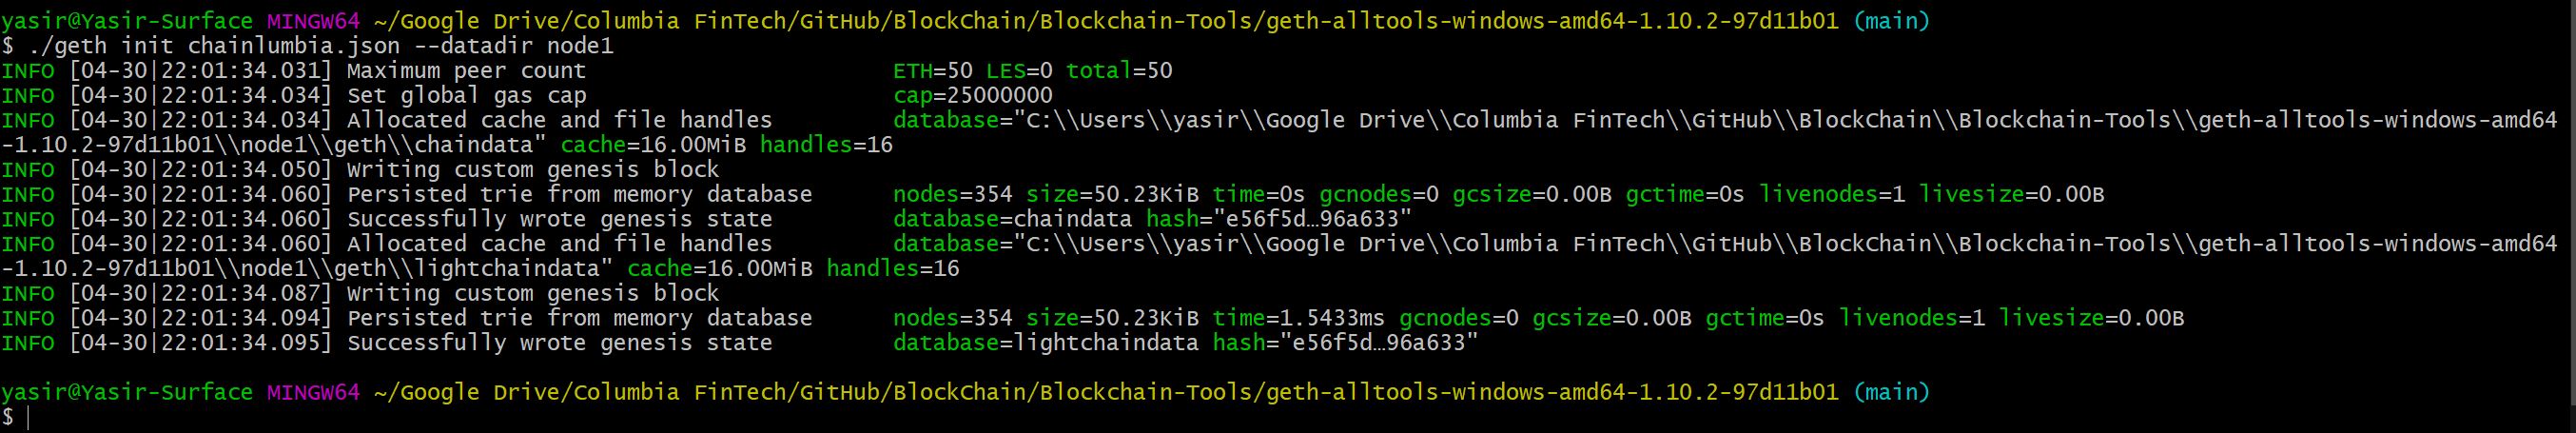 yasir@Yasir-Surface MINGW64 ~/Google Drive/Columbia FinTech/GitHub/BlockChain/Blockchain-Tools/geth-alltools-windows-amd64-1.10.2-97d11b01 (main)
$ ./geth init chainlumbia.json --datadir node1
INFO [04-30|22:01:34.031] Maximum peer count                       ETH=50 LES=0 total=50
INFO [04-30|22:01:34.034] Set global gas cap                       cap=25000000
INFO [04-30|22:01:34.034] Allocated cache and file handles         database="C:\\Users\\yasir\\Google Drive\\Columbia FinTech\\GitHub\\BlockChain\\Blockchain-Tools\\geth-alltools-windows-amd64
-1.10.2-97d11b01\\node1\\geth\\chaindata" cache=16.00MiB handles=16
INFO [04-30|22:01:34.050] Writing custom genesis block
INFO [04-30|22:01:34.060] Persisted trie from memory database      nodes=354 size=50.23KiB time=0s gcnodes=0 gcsize=0.00B gctime=0s livenodes=1 livesize=0.00B
INFO [04-30|22:01:34.060] Successfully wrote genesis state         database=chaindata hash="e56f5d…96a633"
INFO [04-30|22:01:34.060] Allocated cache and file handles         database="C:\\Users\\yasir\\Google Drive\\Columbia FinTech\\GitHub\\BlockChain\\Blockchain-Tools\\geth-alltools-windows-amd64
-1.10.2-97d11b01\\node1\\geth\\lightchaindata" cache=16.00MiB handles=16
INFO [04-30|22:01:34.087] Writing custom genesis block
INFO [04-30|22:01:34.094] Persisted trie from memory database      nodes=354 size=50.23KiB time=1.5433ms gcnodes=0 gcsize=0.00B gctime=0s livenodes=1 livesize=0.00B
INFO [04-30|22:01:34.095] Successfully wrote genesis state         database=lightchaindata hash="e56f5d…96a633"
yasir@Yasir-Surface MINGW64 ~/Google Drive/Columbia FinTech/GitHub/BlockChain/Blockchain-Tools/geth-alltools-windows-amd64-1.10.2-97d11b01 (main)
$